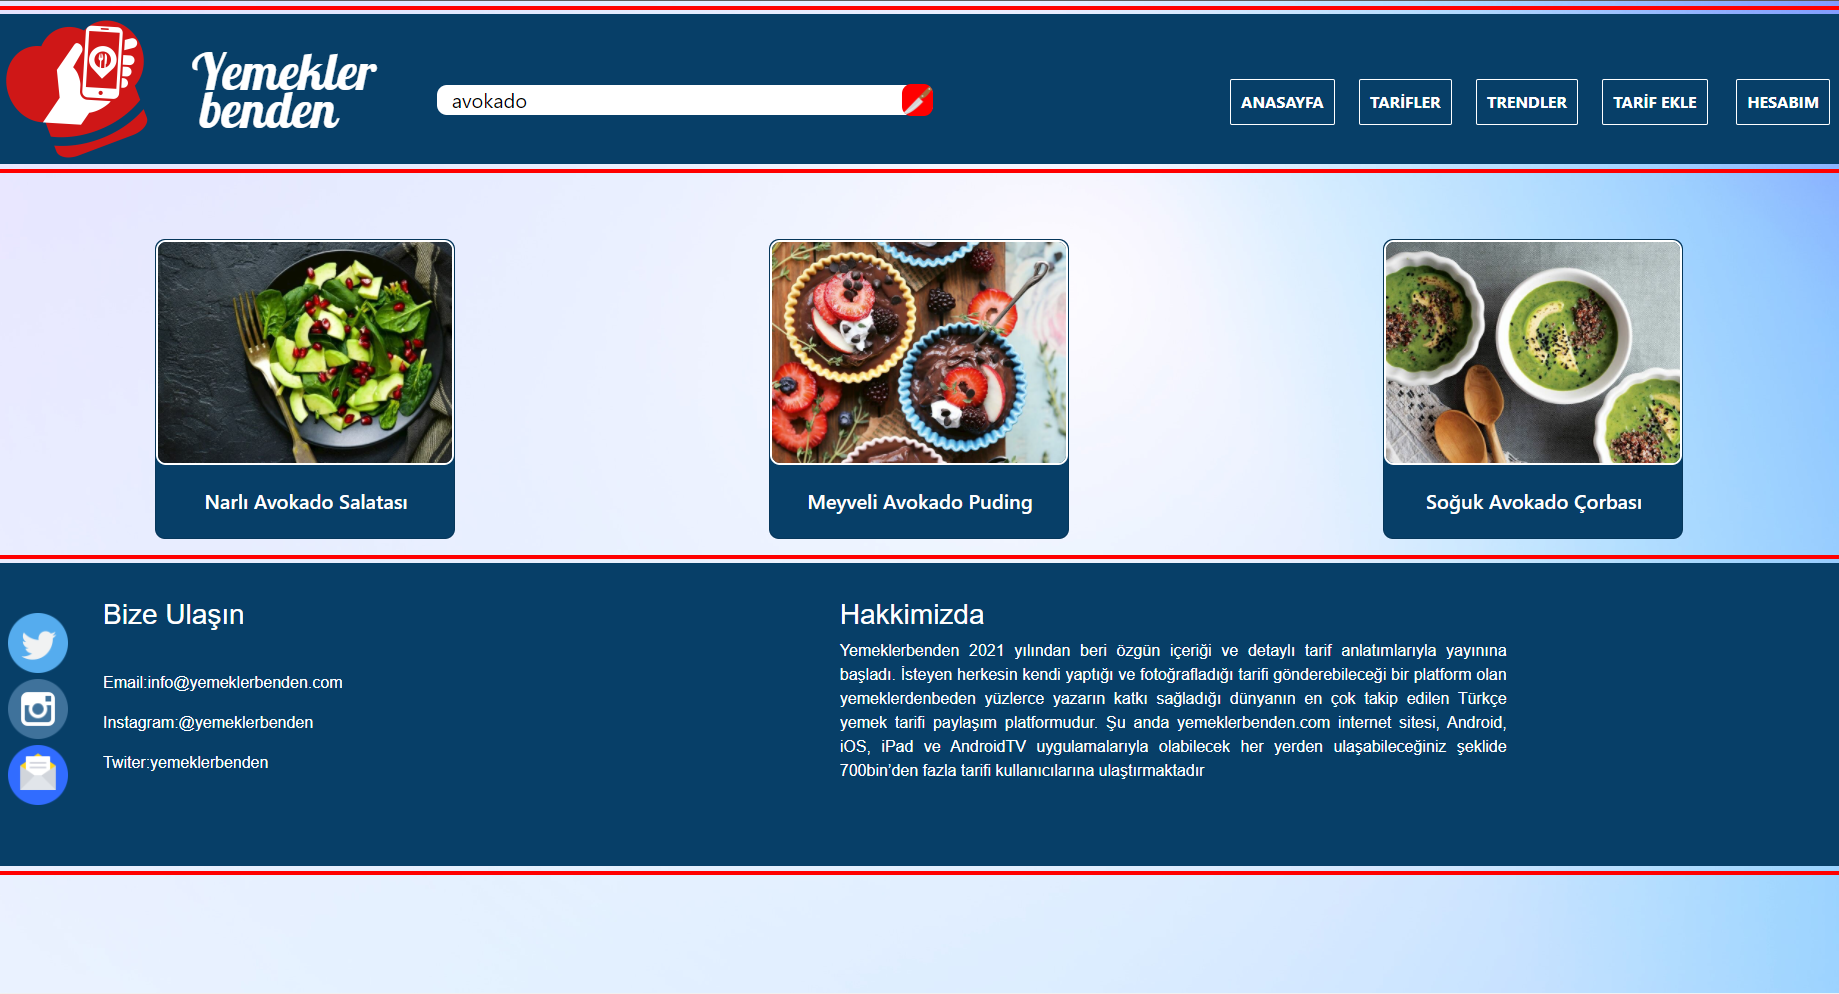 Yemekler
benden
avokado
ANASAYFA
TARİFLER
TRENDLER
TARİF EKLE
HESABIM
Narlı Avokado Salatası
Meyveli Avokado Puding
Soğuk Avokado Çorbası
Bize Ulaşın
Email:info@yemeklerbenden.com
Instagram:@yemeklerbenden
Twiter:yemeklerbenden
Hakkimizda
Yemeklerbenden 2021 yılından beri özgün içeriği ve detaylı tarif anlatımlarıyla yayınına
başladı. İsteyen herkesin kendi yaptığı ve fotoğrafladığı tarifi gönderebileceği bir platform olan
yemeklerdenbeden yüzlerce yazarın katkı sağladığı dünyanın en çok takip edilen Türkçe
yemek tarifi paylaşım platformudur. Şu anda yemeklerbenden.com internet sitesi, Android,
iOS, iPad ve AndroidTV uygulamalarıyla olabilecek her yerden ulaşabileceğiniz şeklide
700bin’den fazla tarifi kullanıcılarına ulaştırmaktadır